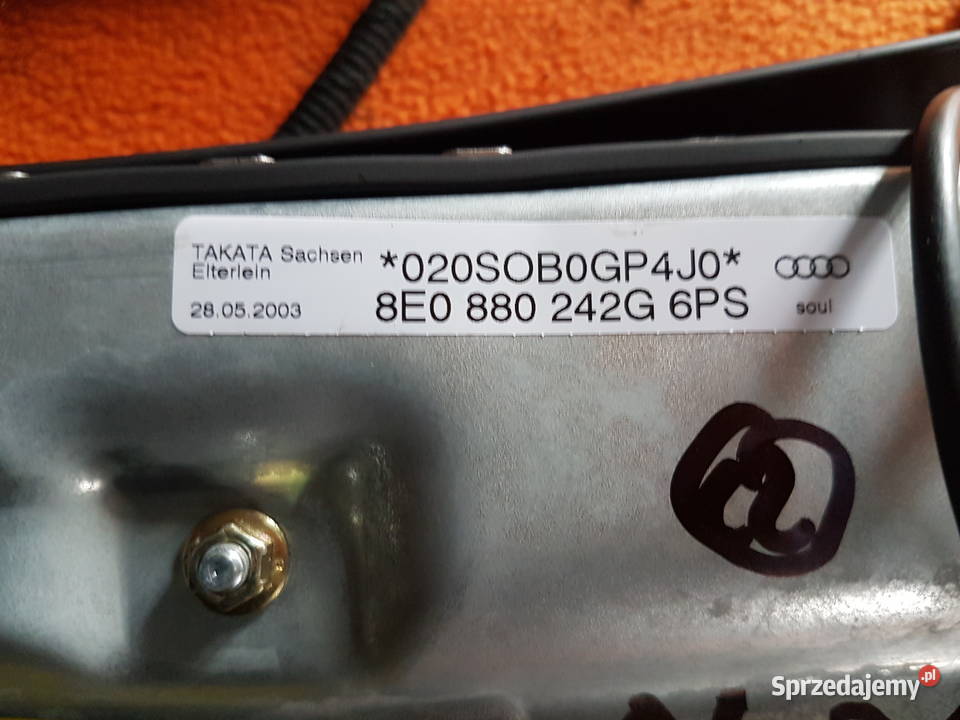 TAKATA Sachsen
Elterlein
28.05.2003
*020SOB0GP4J0*
8E0 880 242G 6PS
soul
Sprzedajemy.pl